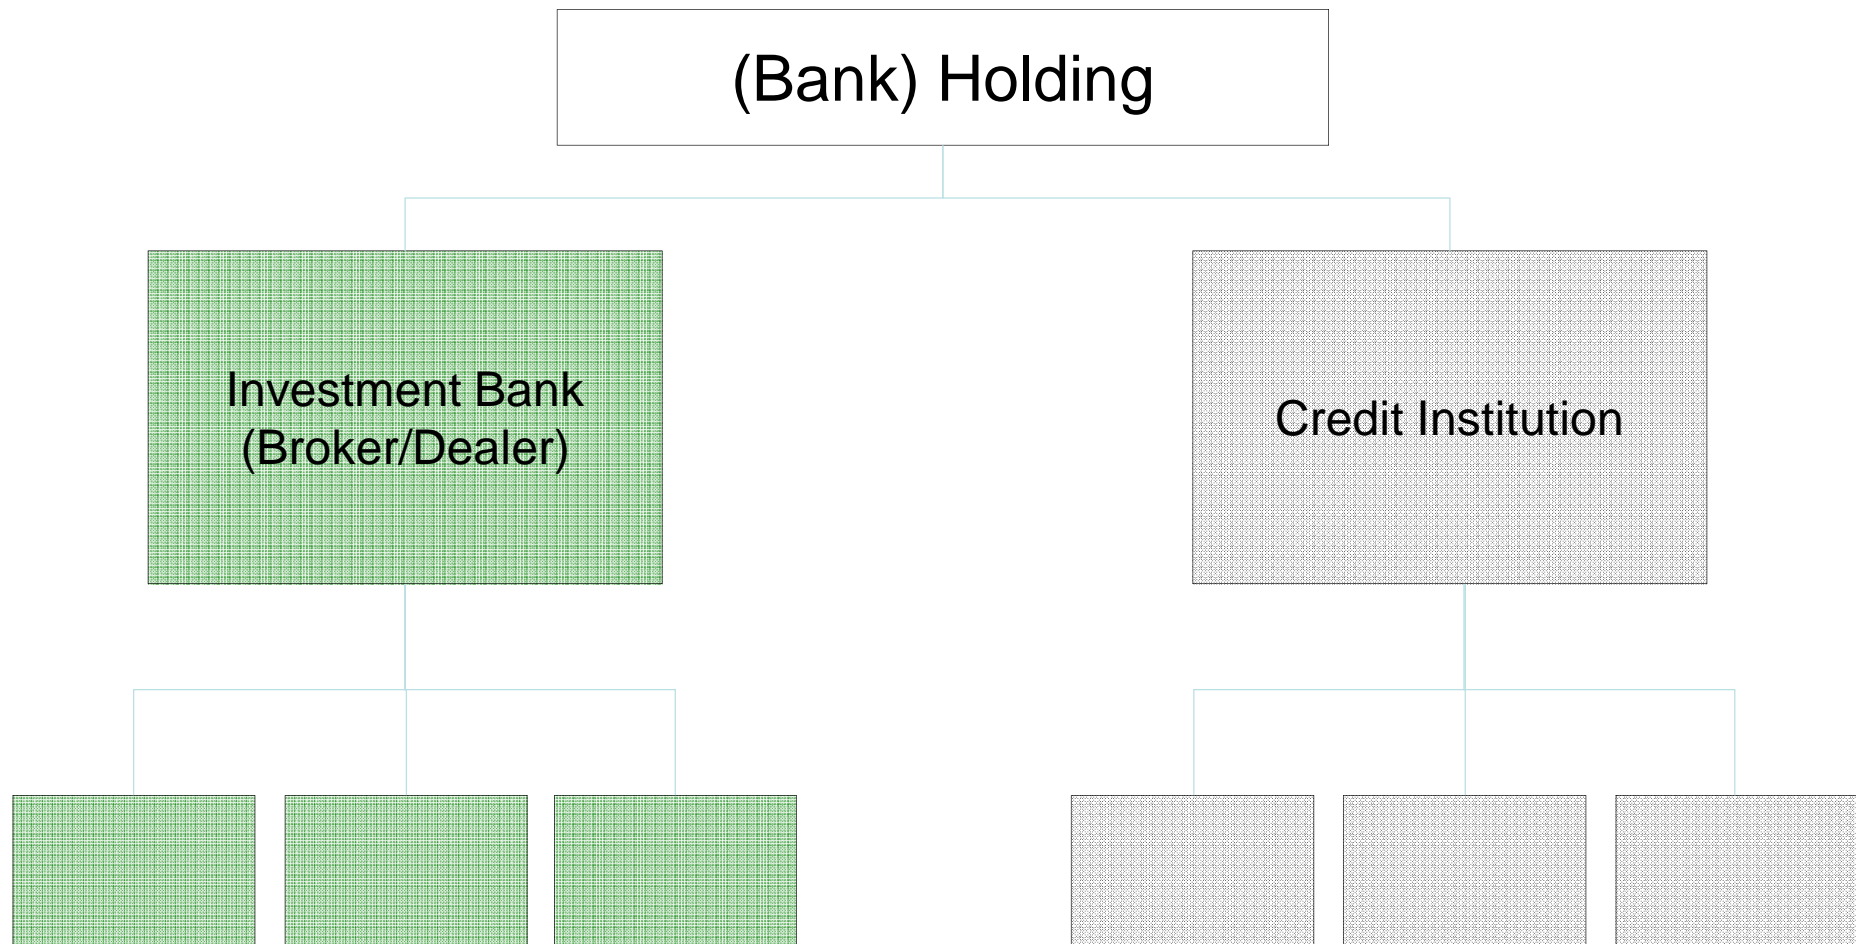 (Bank) Holding
Investment Bank
(Broker/Dealer)
Credit Institution